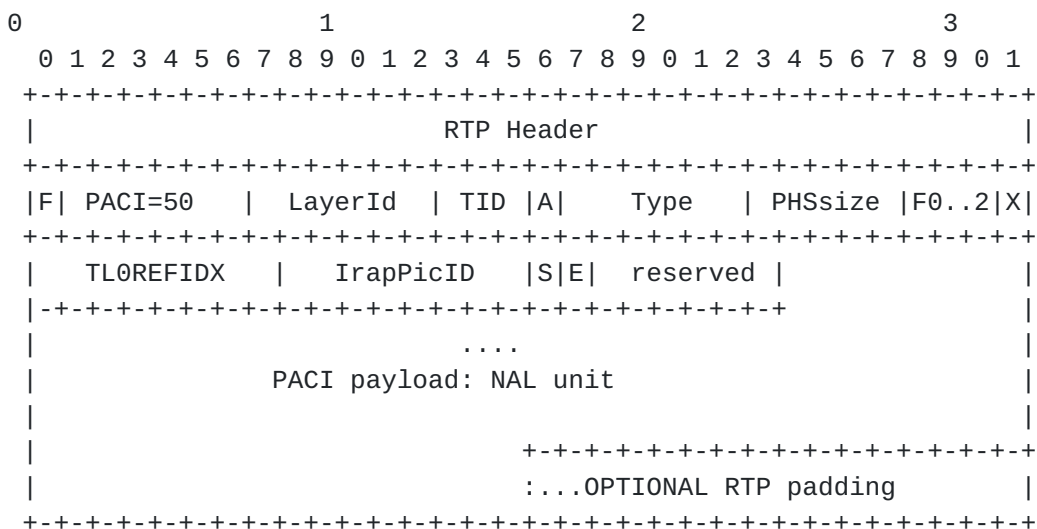 0                   1                   2                   3
  0 1 2 3 4 5 6 7 8 9 0 1 2 3 4 5 6 7 8 9 0 1 2 3 4 5 6 7 8 9 0 1
 +-+-+-+-+-+-+-+-+-+-+-+-+-+-+-+-+-+-+-+-+-+-+-+-+-+-+-+-+-+-+-+-+
 |                          RTP Header                           |
 +-+-+-+-+-+-+-+-+-+-+-+-+-+-+-+-+-+-+-+-+-+-+-+-+-+-+-+-+-+-+-+-+
 |F|  PACI=50    |  LayerId  | TID |A|    Type   | PHSsize |F0..2|X|
 +-+-+-+-+-+-+-+-+-+-+-+-+-+-+-+-+-+-+-+-+-+-+-+-+-+-+-+-+-+-+-+-+
 |   TL0REFIDX   |   IrapPicID   |S|E|  reserved |               |
 |-+-+-+-+-+-+-+-+-+-+-+-+-+-+-+-+-+-+-+-+-+-+-+-+               |
 |                           ....                                |
 |               PACI payload: NAL unit                          |
 |                                                               |
 |                               +-+-+-+-+-+-+-+-+-+-+-+-+-+-+-+-+
 |                               :...OPTIONAL RTP padding        |
 +-+-+-+-+-+-+-+-+-+-+-+-+-+-+-+-+-+-+-+-+-+-+-+-+-+-+-+-+-+-+-+-+